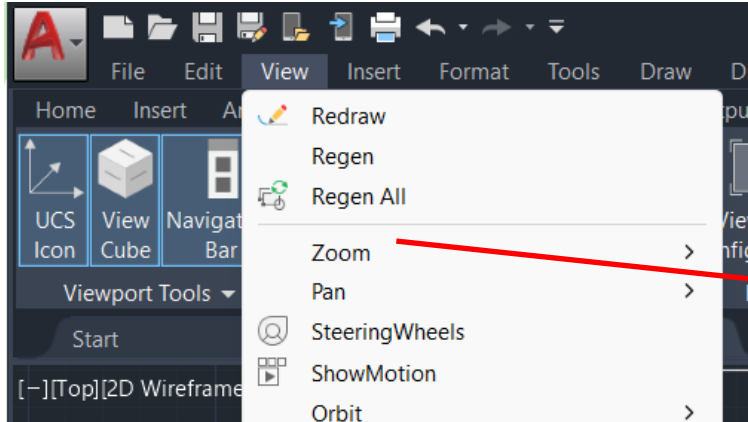 File Edit View Insert Format Tools Draw
Home Insert
Redraw
Regen
Regen All
Zoom
Pan
SteeringWheels
ShowMotion
Orbit
UCS Icon
View Cube
Bar
Viewport Tools
Start
[−][Top][2D Wireframe